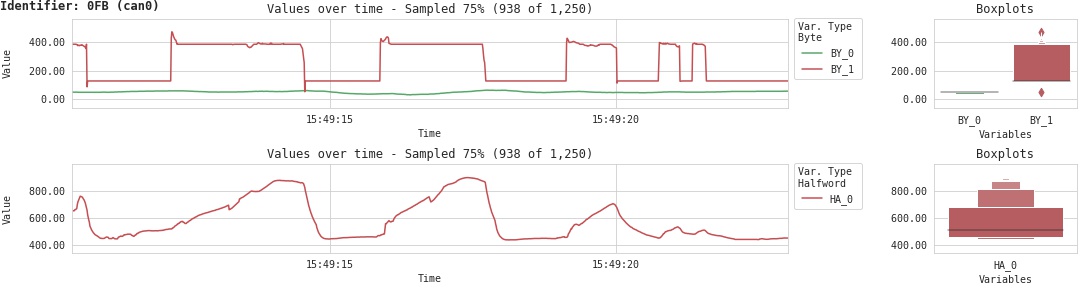 Identifier: 0FB (can0)
Values over time - Sampled 75% (938 of 1,250)
Boxplots
Value
400.00
200.00
0.00
15:49:15
15:49:20
Time
Var. Type
Byte
BY_0
BY_1
400.00
200.00
0.00
BY_0
BY_1
Variables
Values over time - Sampled 75% (938 of 1,250)
Boxplots
Value
800.00
600.00
400.00
15:49:15
15:49:20
Time
Var. Type
Halfword
HA_0
800.00
600.00
400.00
HA_0
Variables